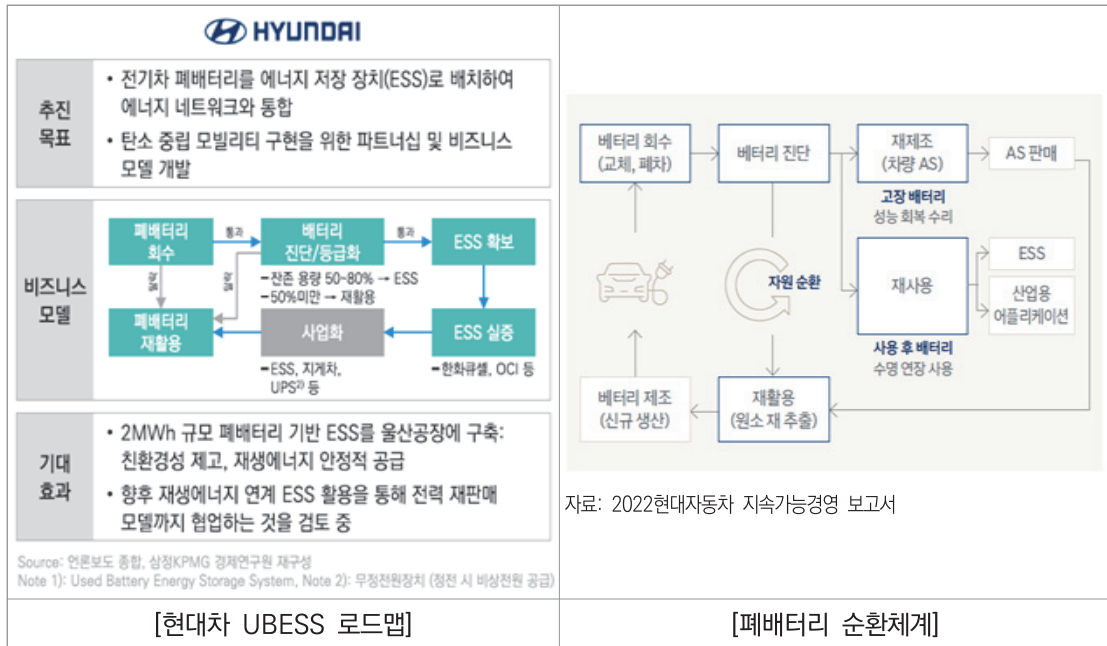 HYUNDAI
추진
목표
• 전기차 폐배터리를 에너지 저장 장치(ESS)로 배치하여
에너지 네트워크와 통합
• 탄소 중립 모빌리티 구현을 위한 파트너십 및 비즈니스
모델 개발
비즈니스
모델
폐배터리
회수
통과
배터리
진단/등급화
통과
ESS 확보
탈락
탈락
–잔존 용량 50~80% → ESS
–50%미만 → 재활용
폐배터리
재활용
사업화
ESS 실증
–ESS, 지게차,
UPS²⁾ 등
–한화큐셀, OCI 등
기대
효과
• 2MWh 규모 폐배터리 기반 ESS를 울산공장에 구축:
친환경성 제고, 재생에너지 안정적 공급
• 향후 재생에너지 연계 ESS 활용을 통해 전력 재판매
모델까지 협업하는 것을 검토 중
Source: 언론보도 종합, 삼정KPMG 경제연구원 재구성
Note 1): Used Battery Energy Storage System, Note 2): 무정전원장치 (정전 시 비상전원 공급)
[현대차 UBESS 로드맵]
베터리 회수
(교체, 폐차)
베터리 진단
재제조
(차량 AS)
AS 판매
고장 배터리
성능 회복 수리
자원 순환
재사용
ESS
산업용
어플리케이션
사용 후 배터리
수명 연장 사용
베터리 제조
(신규 생산)
재활용
(원소 재 추출)
자료: 2022현대자동차 지속가능경영 보고서
[폐배터리 순환체계]